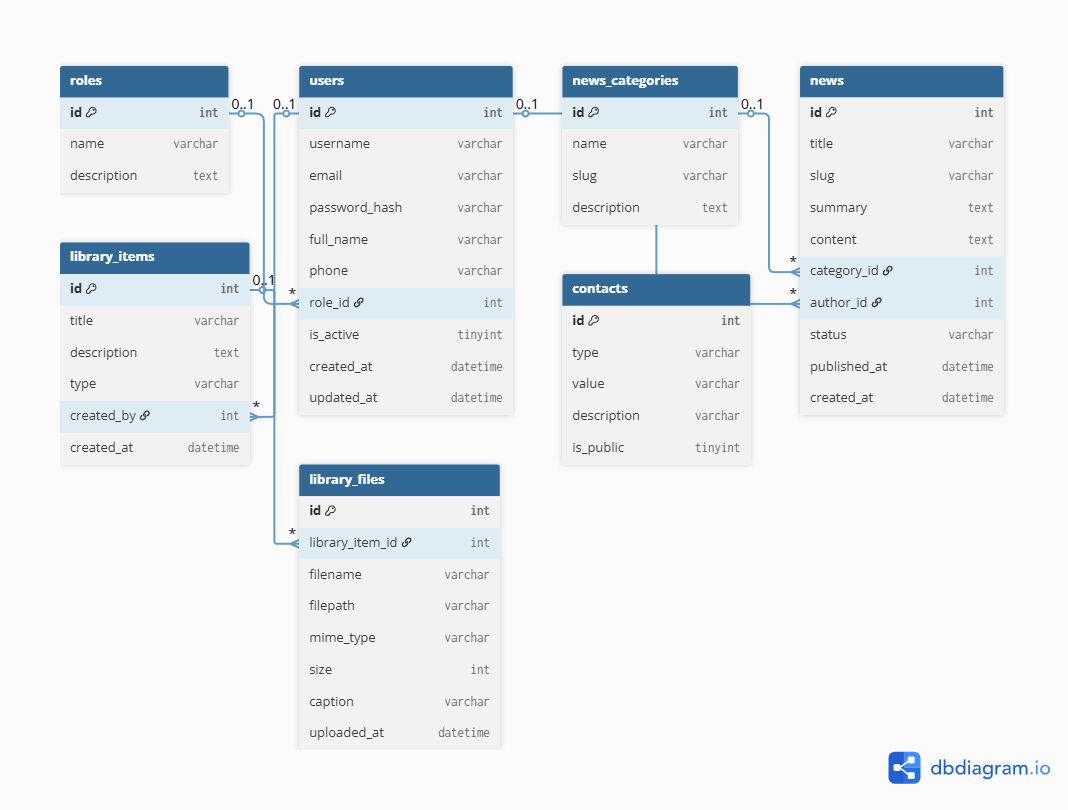 roles
id int
name varchar
description text
0..1
0..1
users
id int
username varchar
email varchar
password_hash varchar
full_name varchar
phone varchar
* role_id int
is_active tinyint
created_at datetime
updated_at datetime
0..1
news_categories
id int
name varchar
slug varchar
description text
0..1
news
id int
title varchar
slug varchar
summary text
content text
* category_id int
* author_id int
status varchar
published_at datetime
created_at datetime
library_items
id int
0..1
title varchar
description text
type varchar
created_by int *
created_at datetime
contacts
id int
type varchar
value varchar
description varchar
is_public tinyint
library_files
id int
* library_item_id int
filename varchar
filepath varchar
mime_type varchar
size int
caption varchar
uploaded_at datetime
dbdiagram.io